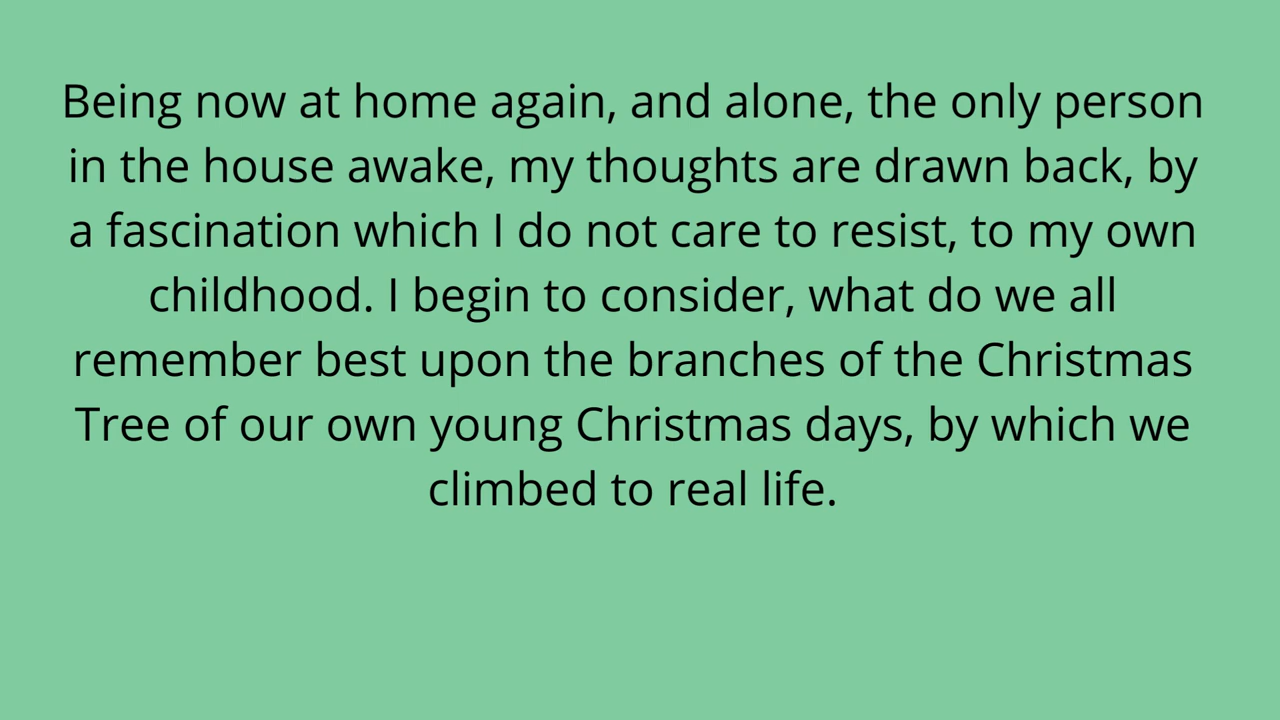 Being now at home again, and alone, the only person
in the house awake, my thoughts are drawn back, by
a fascination which I do not care to resist, to my own
childhood. I begin to consider, what do we all
remember best upon the branches of the Christmas
Tree of our own young Christmas days, by which we
climbed to real life.